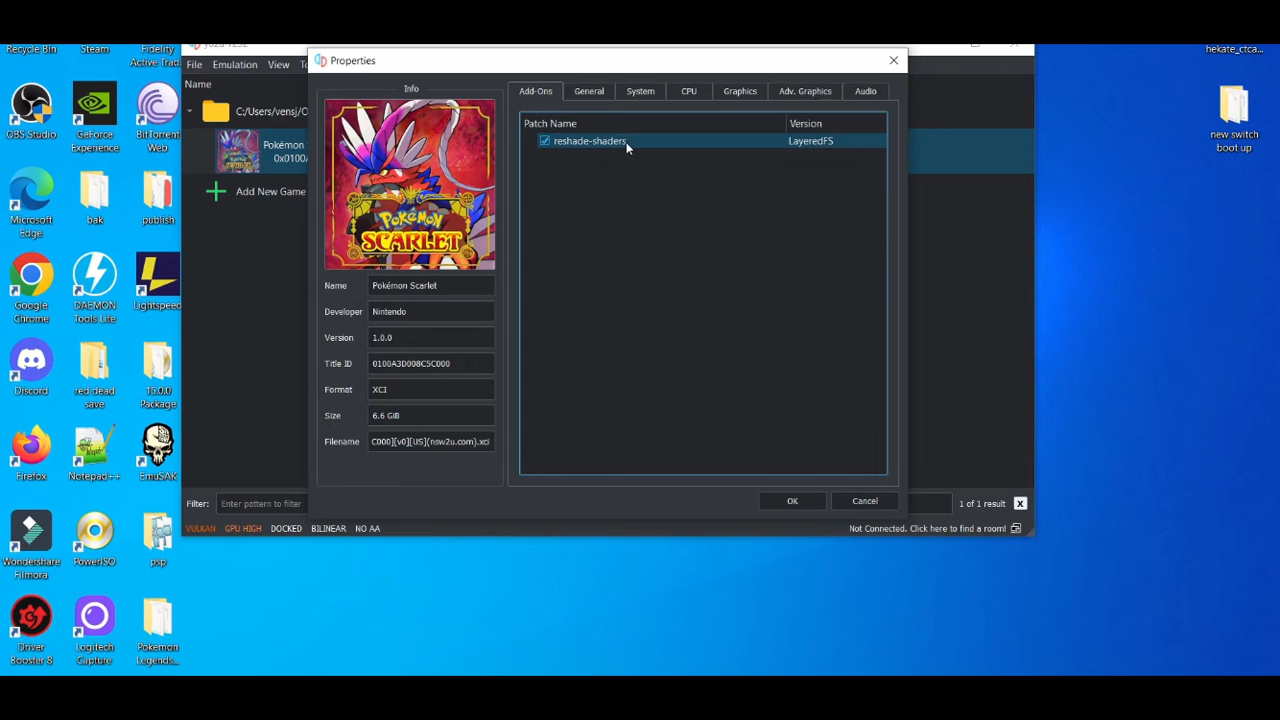 Recycle Bin
Steam
Fidelity
Active Trad...
OBS Studio
GeForce
Experience
BitTorrent
Web
Microsoft
Edge
bak
publish
Google
Chrome
DAEMON
Tools Lite
Lightspeed
Discord
red dead
save
15.0.0
Package
Firefox
Notepad++
EmuSAK
Wondershare
Filmora
PowerISO
psp
Driver
Booster 8
Logitech
Capture
Pokemon
Legends...
yuzu 1252
File Emulation View
Name
C:/Users/vensj/
Pokémon
0x0100A
Add New Game
Filter: Enter pattern to filter
1 of 1 result X
VULKAN GPU HIGH DOCKED BILINEAR NO AA
Not Connected. Click here to find a room!
Properties
Info
POKÉMON
SCARLET
Name Pokémon Scarlet
Developer Nintendo
Version 1.0.0
Title ID 0100A3D008C5C000
Format XCI
Size 6.6 GiB
Filename C000][v0][US](nsw2u.com).xci
Add-Ons General System CPU Graphics Adv. Graphics Audio
Patch Name Version
reshade-shaders LayeredFS
OK Cancel
hekate_ctca...
new switch
boot up